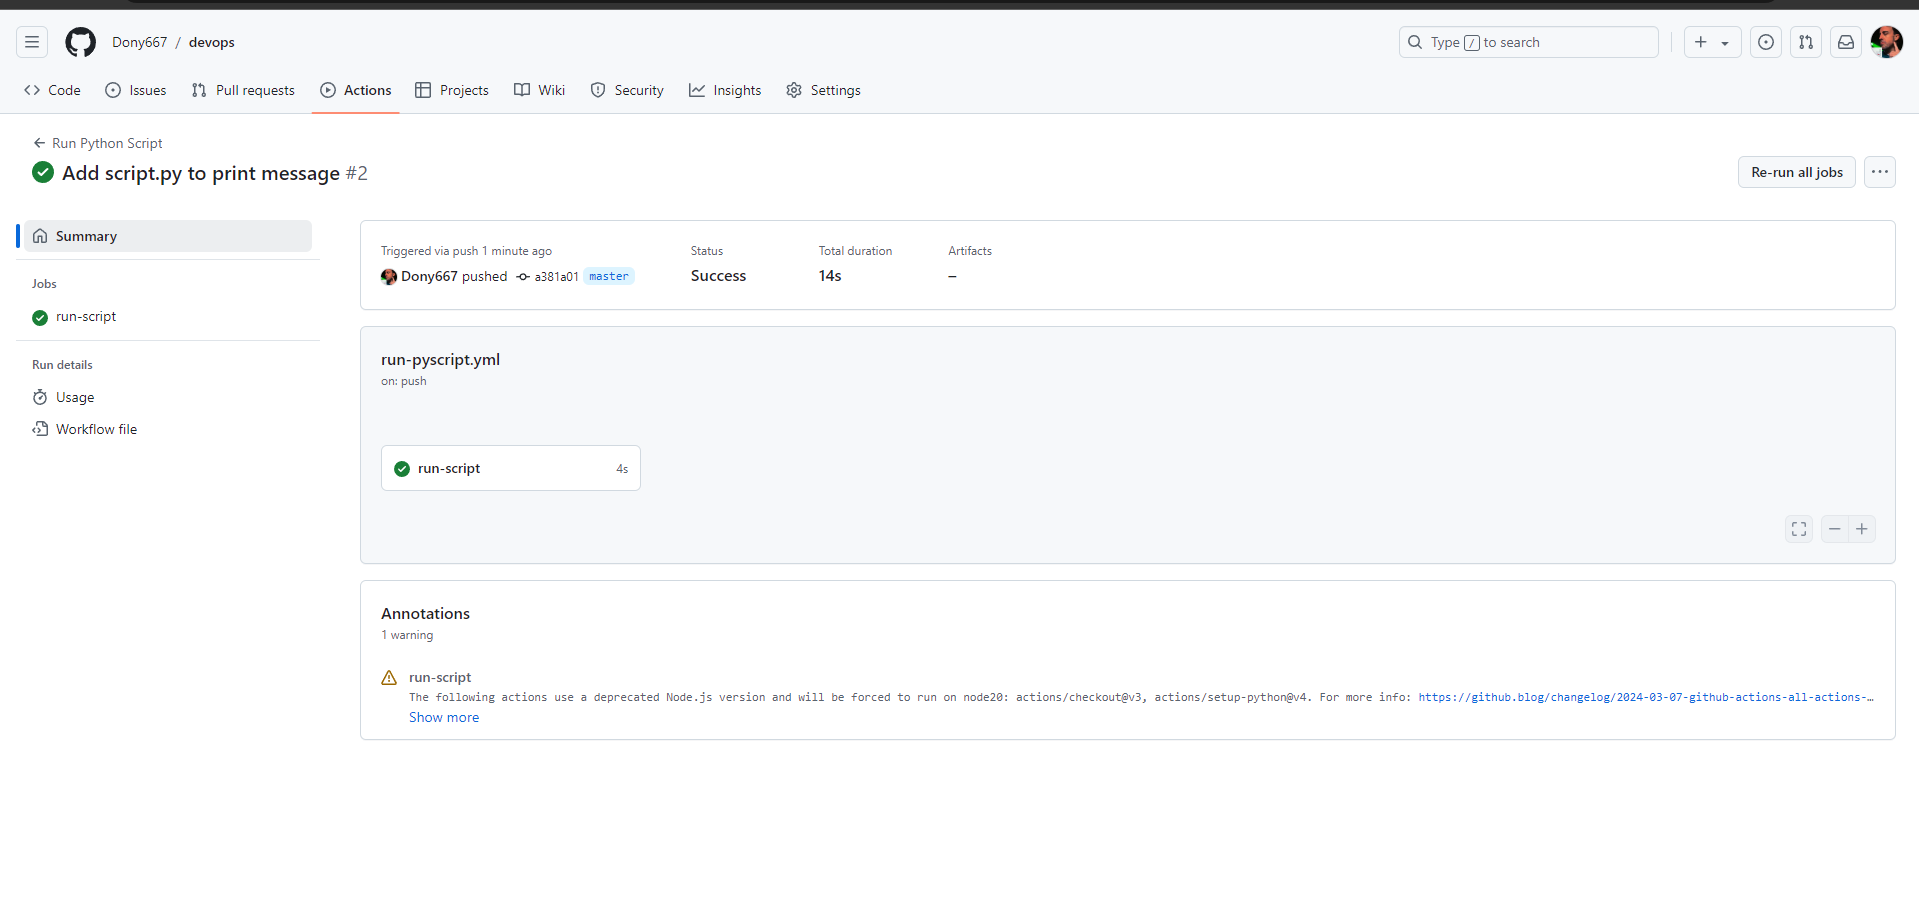 Dony667 / devops
Type / to search
Code Issues Pull requests Actions Projects Wiki Security Insights Settings
Run Python Script
Add script.py to print message #2
Re-run all jobs
Summary
Jobs
run-script
Run details
Usage
Workflow file
Triggered via push 1 minute ago
Dony667 pushed a381a01 master
Status
Success
Total duration
14s
Artifacts
–
run-pyscript.yml
on: push
run-script 4s
Annotations
1 warning
run-script
The following actions use a deprecated Node.js version and will be forced to run on node20: actions/checkout@v3, actions/setup-python@v4. For more info: https://github.blog/changelog/2024-03-07-github-actions-all-actions-…
Show more